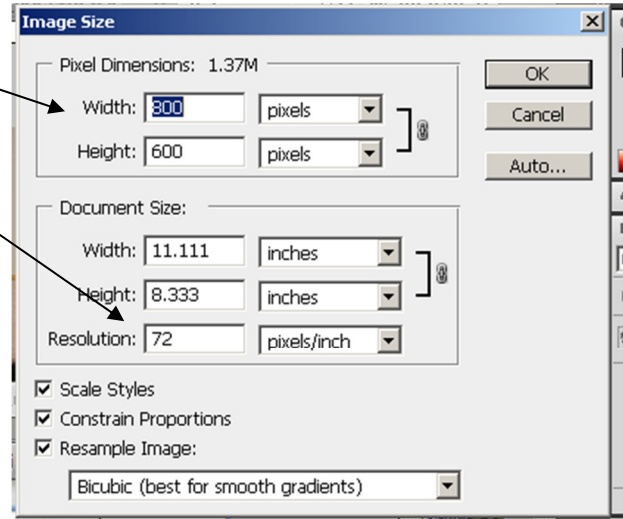 Image Size
Pixel Dimensions: 1.37M
OK
Width: 800 pixels
Cancel
Height: 600 pixels
Auto...
Document Size:
Width: 11.111 inches
Height: 8.333 inches
Resolution: 72 pixels/inch
Scale Styles
Constrain Proportions
Resample Image:
Bicubic (best for smooth gradients)